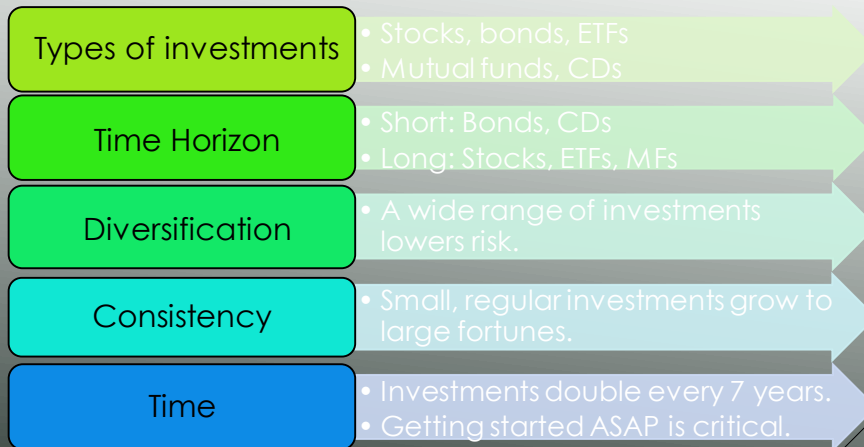 Types of investments
• Stocks, bonds, ETFs
• Mutual funds, CDs
Time Horizon
• Short: Bonds, CDs
• Long: Stocks, ETFs, MFs
Diversification
• A wide range of investments
lowers risk.
Consistency
• Small, regular investments grow to
large fortunes.
Time
• Investments double every 7 years.
• Getting started ASAP is critical.